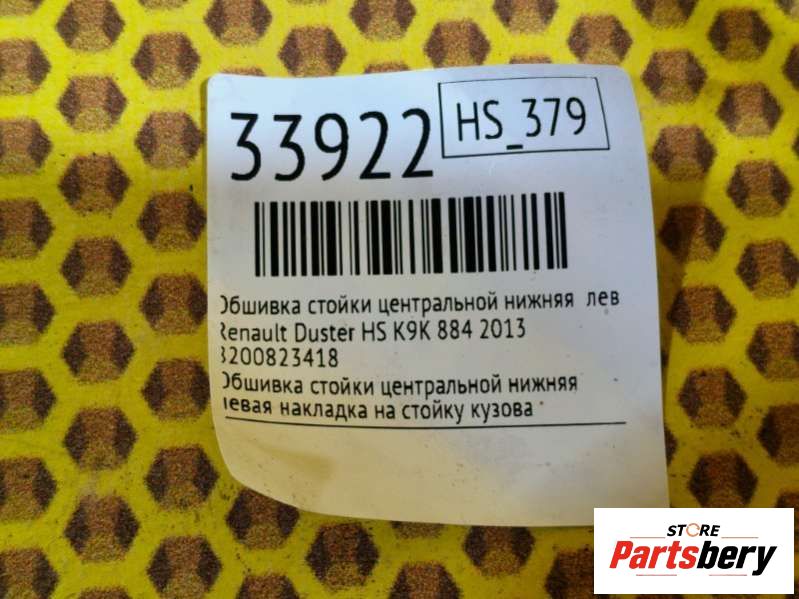 33922
HS_379
Обшивка стойки центральной нижняя лев
Renault Duster HS K9K 884 2013
8200823418
Обшивка стойки центральной нижняя
левая накладка на стойку кузова
STORE
Partsbery